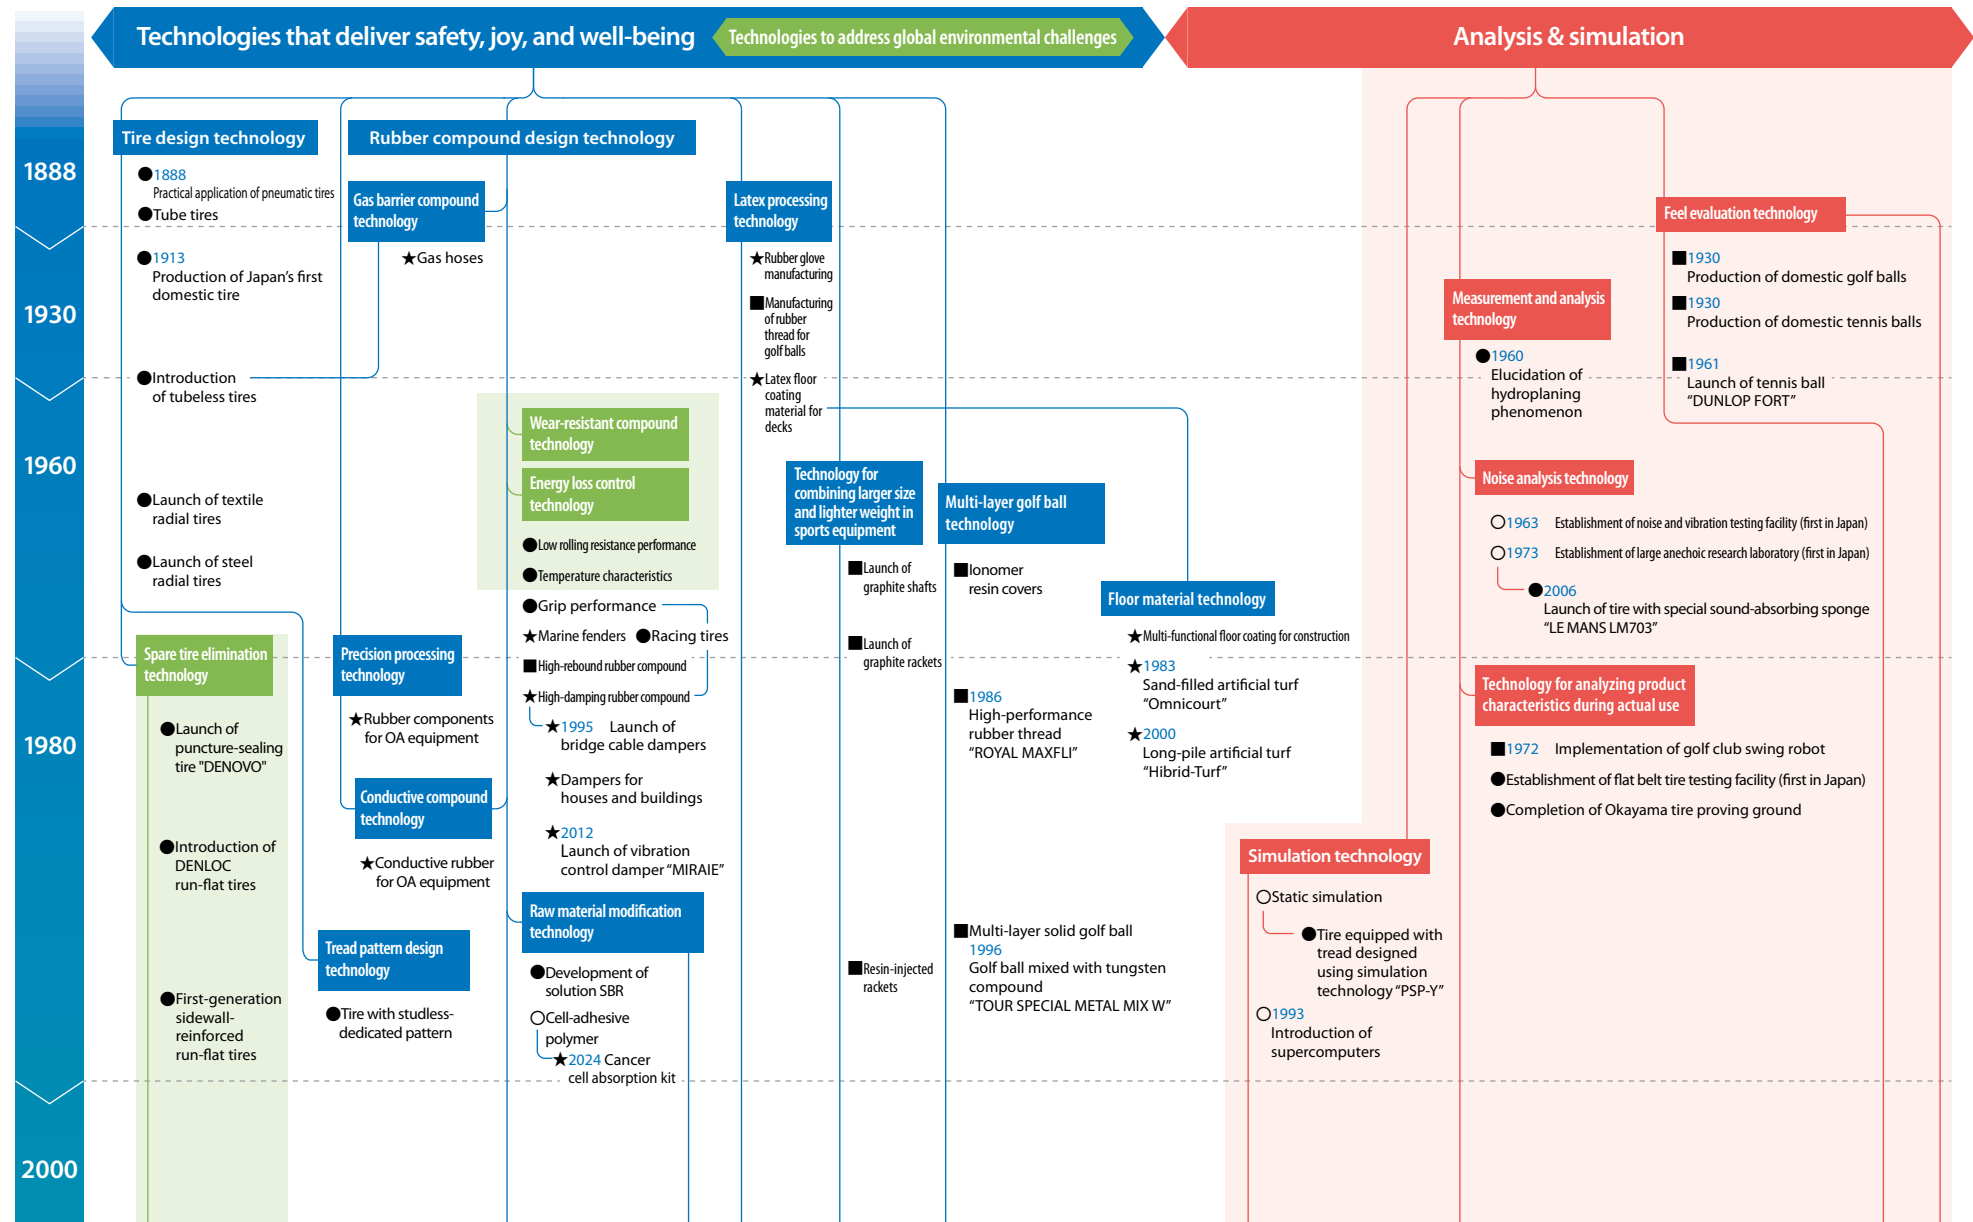 Technologies that deliver safety, joy, and well-being
Technologies to address global environmental challenges
Analysis & simulation
1888
1930
1960
1980
2000
Tire design technology
●1888
Practical application of pneumatic tires
●Tube tires
●1913
Production of Japan’s first
domestic tire
●Introduction
of tubeless tires
●Launch of textile
radial tires
●Launch of steel
radial tires
Spare tire elimination
technology
●Launch of
puncture-sealing
tire "DENOVO"
●Introduction of
DENLOC
run-flat tires
●First-generation
sidewall-
reinforced
run-flat tires
Tread pattern design
technology
●Tire with studless-
dedicated pattern
Rubber compound design technology
Gas barrier compound
technology
★Gas hoses
Precision processing
technology
★Rubber components
for OA equipment
Conductive compound
technology
★Conductive rubber
for OA equipment
Wear-resistant compound
technology
Energy loss control
technology
●Low rolling resistance performance
●Temperature characteristics
●Grip performance
★Marine fenders ●Racing tires
■High-rebound rubber compound
★High-damping rubber compound
★1995 Launch of
bridge cable dampers
★Dampers for
houses and buildings
★2012
Launch of vibration
control damper “MIRAIE”
Raw material modification
technology
●Development of
solution SBR
○Cell-adhesive
polymer
★2024 Cancer
cell absorption kit
Latex processing
technology
★Rubber glove
manufacturing
■Manufacturing
of rubber
thread for
golf balls
★Latex floor
coating
material for
decks
Technology for
combining larger size
and lighter weight in
sports equipment
■Launch of
graphite shafts
■Launch of
graphite rackets
■Resin-injected
rackets
Multi-layer golf ball
technology
■Ionomer
resin covers
■1986
High-performance
rubber thread
“ROYAL MAXFLI”
■Multi-layer solid golf ball
1996
Golf ball mixed with tungsten
compound
“TOUR SPECIAL METAL MIX W”
Floor material technology
★Multi-functional floor coating for construction
★1983
Sand-filled artificial turf
“Omnicourt”
★2000
Long-pile artificial turf
“Hibrid-Turf”
Simulation technology
○Static simulation
●Tire equipped with
tread designed
using simulation
technology “PSP-Y”
○1993
Introduction of
supercomputers
Measurement and analysis
technology
●1960
Elucidation of
hydroplaning
phenomenon
Noise analysis technology
○1963 Establishment of noise and vibration testing facility (first in Japan)
○1973 Establishment of large anechoic research laboratory (first in Japan)
●2006
Launch of tire with special sound-absorbing sponge
“LE MANS LM703”
Technology for analyzing product
characteristics during actual use
■1972 Implementation of golf club swing robot
●Establishment of flat belt tire testing facility (first in Japan)
●Completion of Okayama tire proving ground
Feel evaluation technology
■1930
Production of domestic golf balls
■1930
Production of domestic tennis balls
■1961
Launch of tennis ball
“DUNLOP FORT”